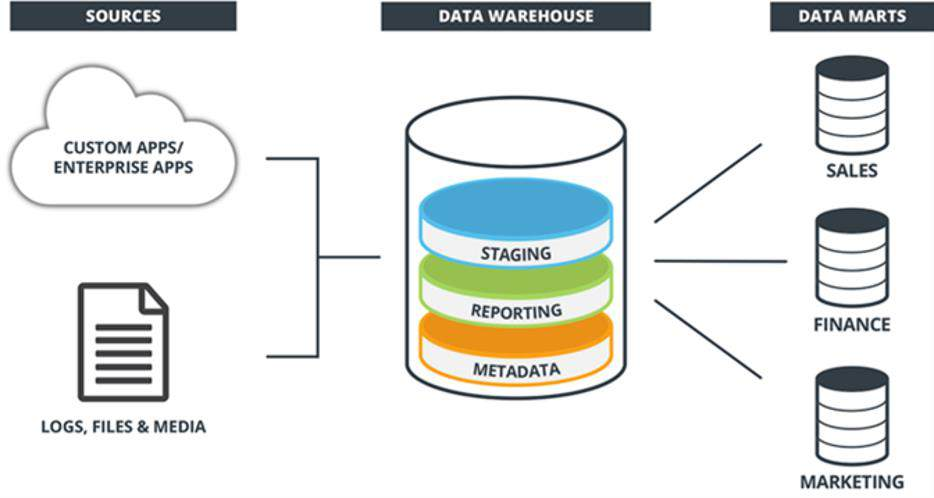 SOURCES
DATA WAREHOUSE
DATA MARTS
CUSTOM APPS/
ENTERPRISE APPS
LOGS, FILES & MEDIA
STAGING
REPORTING
METADATA
SALES
FINANCE
MARKETING